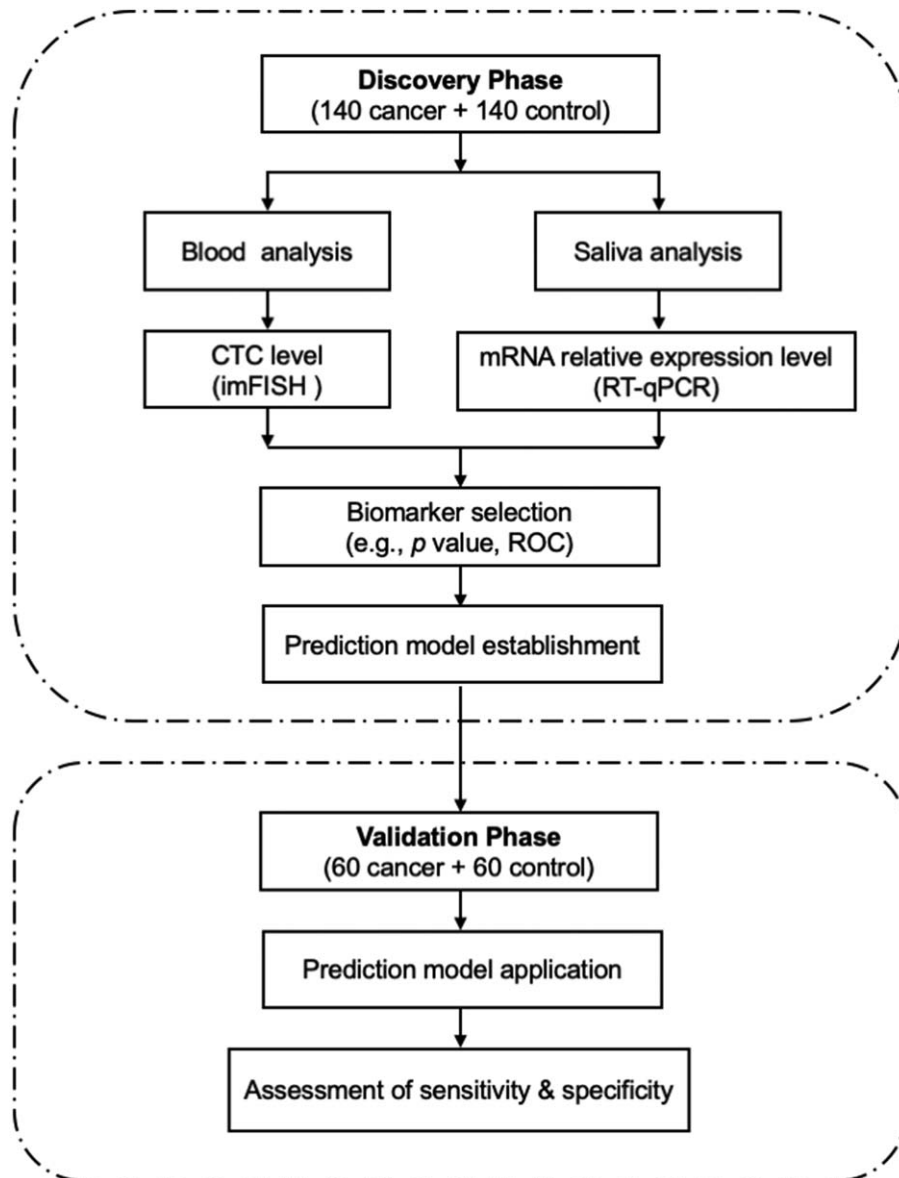 Discovery Phase
(140 cancer + 140 control)
Blood analysis
Saliva analysis
CTC level
(imFISH )
mRNA relative expression level
(RT-qPCR)
Biomarker selection
(e.g., p value, ROC)
Prediction model establishment
Validation Phase
(60 cancer + 60 control)
Prediction model application
Assessment of sensitivity & specificity